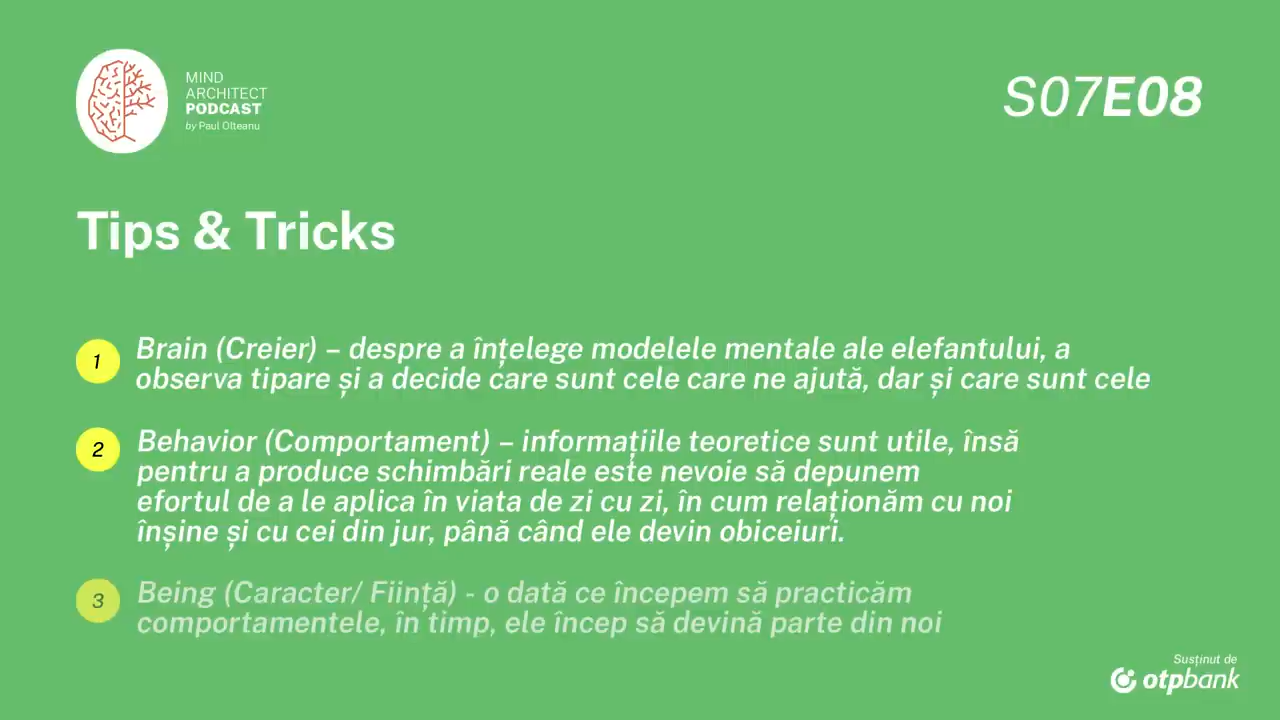 MIND
ARCHITECT
PODCAST
by Paul Olteanu
S07E08
Tips & Tricks
1
Brain (Creier) – despre a înțelege modelele mentale ale elefantului, a
observa tipare și a decide care sunt cele care ne ajută, dar și care sunt cele
2
Behavior (Comportament) – informațiile teoretice sunt utile, însă
pentru a produce schimbări reale este nevoie să depunem
efortul de a le aplica în viata de zi cu zi, în cum relaționăm cu noi
înșine și cu cei din jur, până când ele devin obiceiuri.
3
Being (Caracter/ Ființă) - o dată ce începem să practicăm
comportamentele, în timp, ele încep să devină parte din noi
Susținut de
otpbank